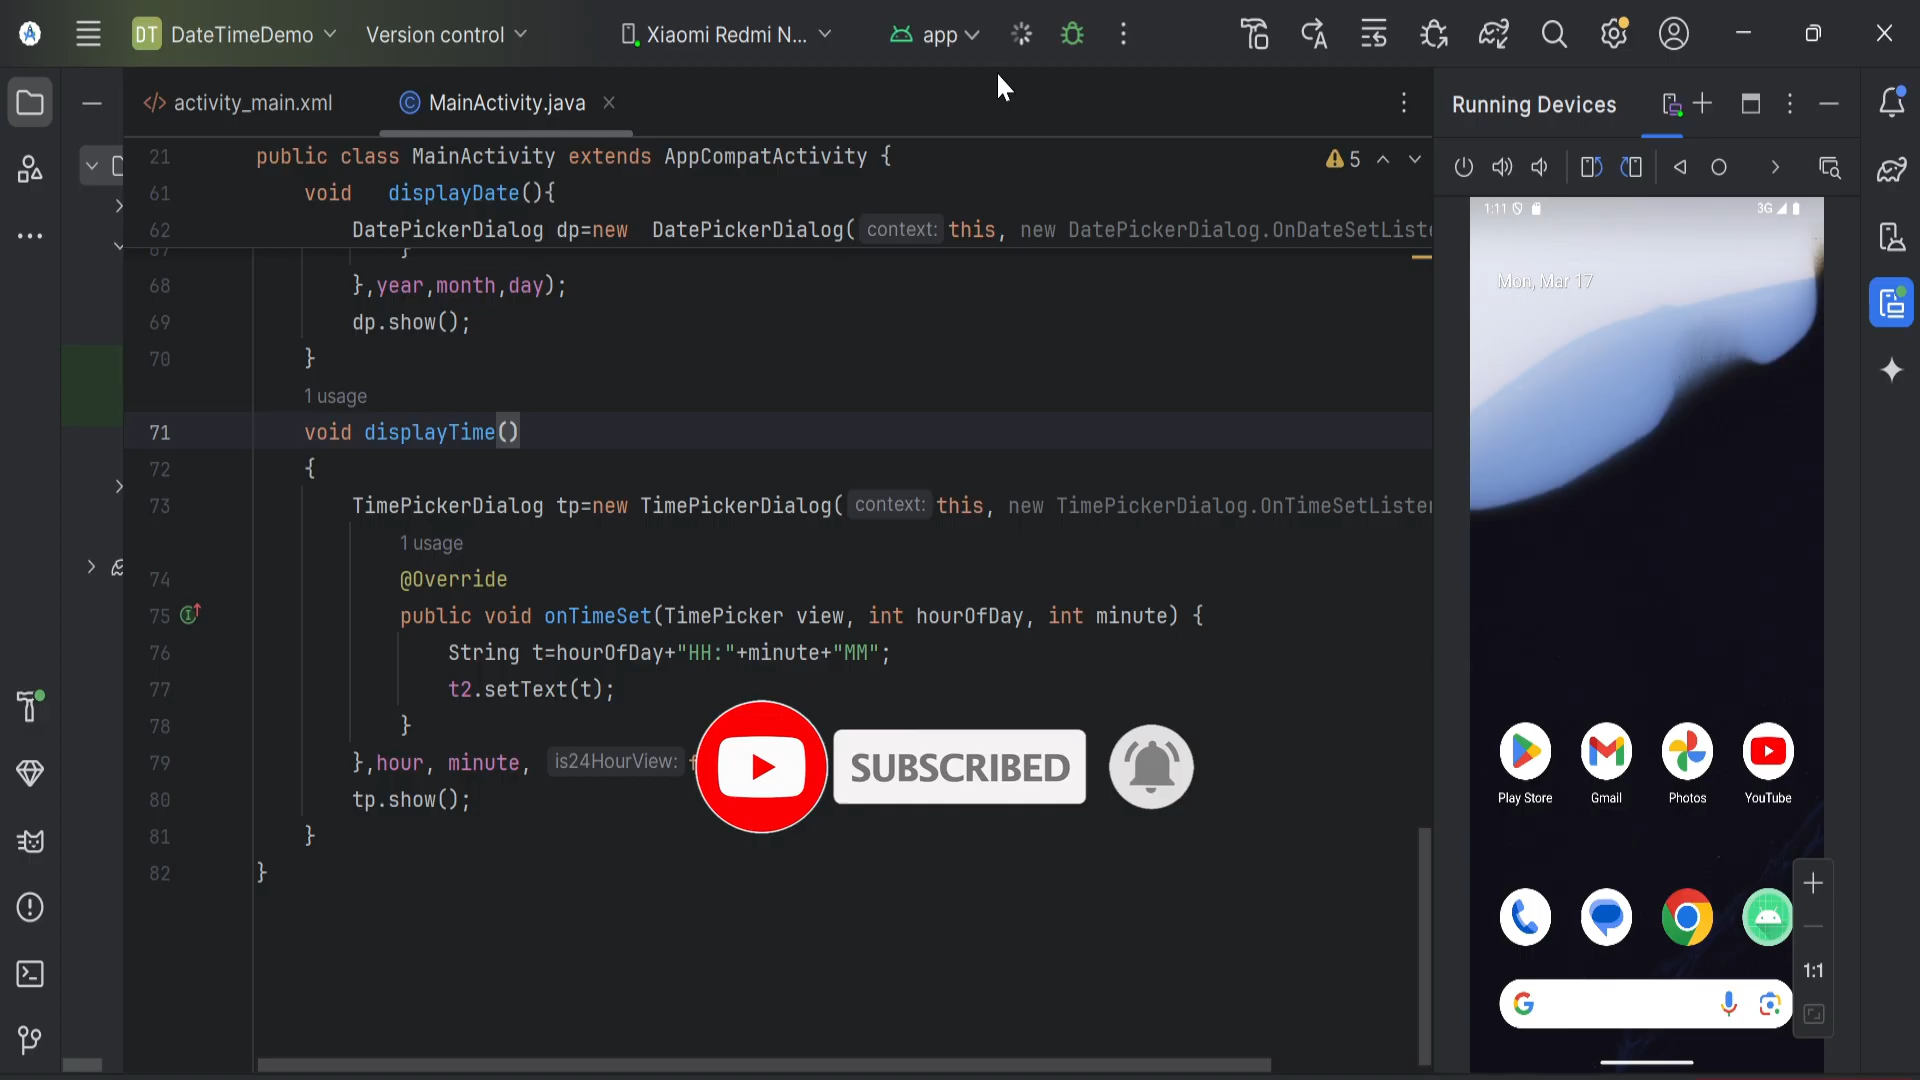 DT DateTimeDemo Version control Xiaomi Redmi N... app
activity_main.xml MainActivity.java Running Devices
21 public class MainActivity extends AppCompatActivity { 5
61 void displayDate(){
62 DatePickerDialog dp=new DatePickerDialog( context: this, new DatePickerDialog.OnDateSetListe
67 }
68 },year,month,day);
69 dp.show();
70 }
1 usage
71 void displayTime()
72 {
73 TimePickerDialog tp=new TimePickerDialog( context: this, new TimePickerDialog.OnTimeSetListe
1 usage
74 @Override
75 public void onTimeSet(TimePicker view, int hourOfDay, int minute) {
76 String t=hourOfDay+"HH:"+minute+"MM";
77 t2.setText(t);
78 }
79 },hour, minute, is24HourView: f
80 tp.show();
81 }
82 }
SUBSCRIBED
1:11 3G
Mon, Mar 17
Play Store Gmail Photos YouTube
1:1